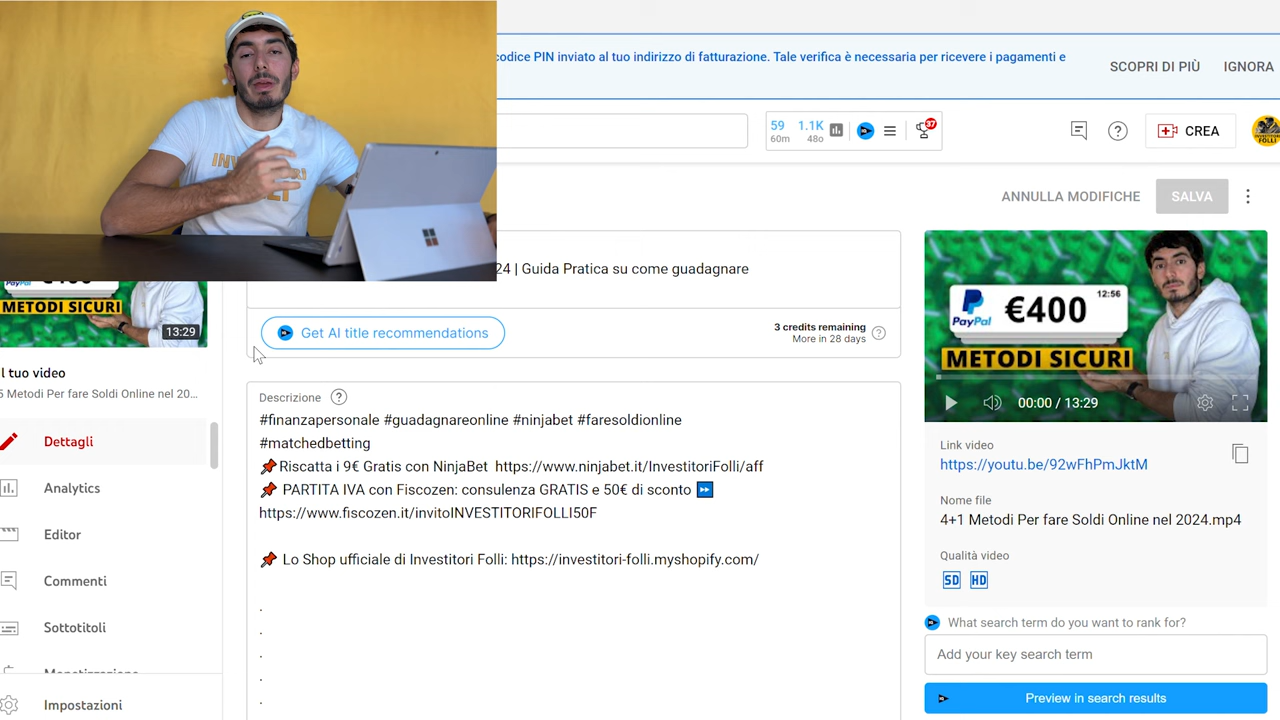 codice PIN inviato al tuo indirizzo di fatturazione. Tale verifica è necessaria per ricevere i pagamenti e
SCOPRI DI PIÙ
IGNORA
59
60m
1.1K
48o
37
CREA
ANNULLA MODIFICHE
SALVA
24 | Guida Pratica su come guadagnare
Get AI title recommendations
3 credits remaining
More in 28 days
METODI SICURI
13:29
l tuo video
5 Metodi Per fare Soldi Online nel 20...
Dettagli
Analytics
Editor
Commenti
Sottotitoli
Impostazioni
Descrizione
#finanzapersonale #guadagnareonline #ninjabet #faresoldionline
#matchedbetting
📌Riscatta i 9€ Gratis con NinjaBet https://www.ninjabet.it/InvestitoriFolli/aff
📌 PARTITA IVA con Fiscozen: consulenza GRATIS e 50€ di sconto ⏩
https://www.fiscozen.it/invitoINVESTITORIFOLLI50F
📌 Lo Shop ufficiale di Investitori Folli: https://investitori-folli.myshopify.com/
.
.
.
.
.
PayPal
€400
12:56
METODI SICURI
00:00 / 13:29
Link video
https://youtu.be/92wFhPmJktM
Nome file
4+1 Metodi Per fare Soldi Online nel 2024.mp4
Qualità video
SD HD
What search term do you want to rank for?
Add your key search term
Preview in search results